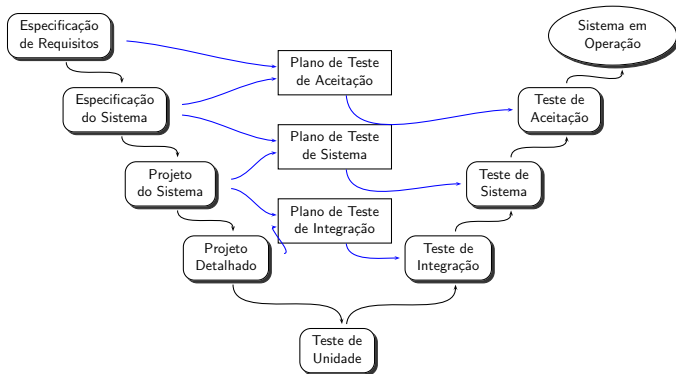 Especificação
de Requisitos
Sistema em
Operação
Plano de Teste
de Aceitação
Especificação
do Sistema
Teste de
Aceitação
Plano de Teste
de Sistema
Projeto
do Sistema
Teste de
Sistema
Plano de Teste
de Integração
Projeto
Detalhado
Teste de
Integração
Teste de
Unidade